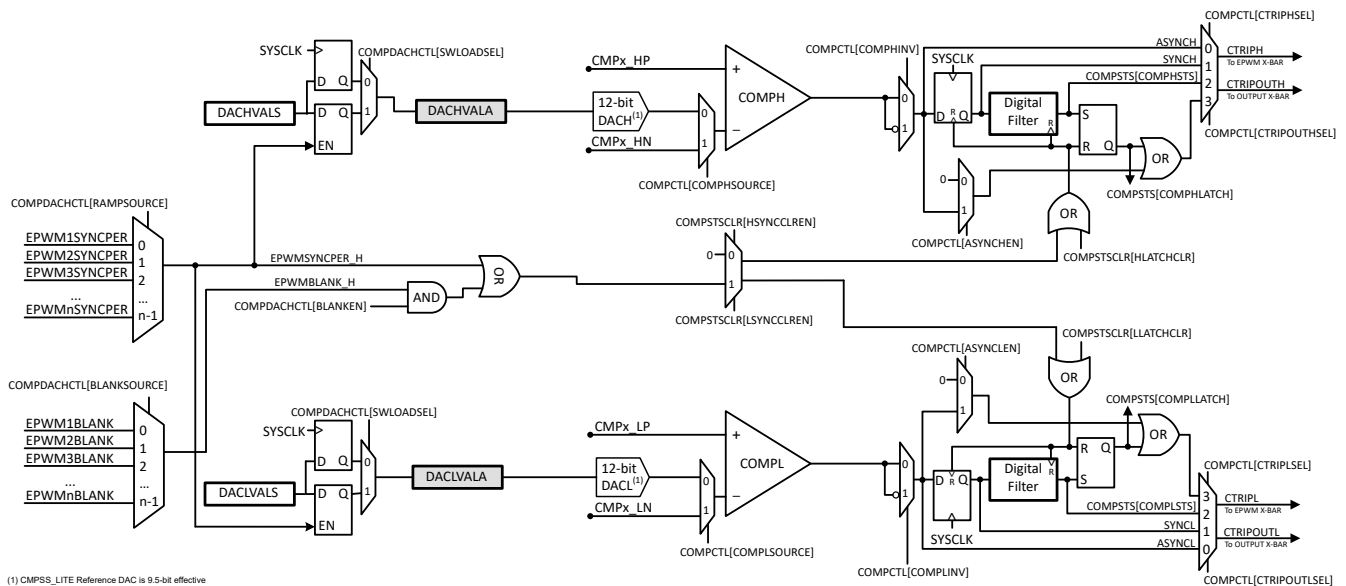 COMPCTL[CTRIPHSEL]
SYSCLK
COMPDACHCTL[SWLOADSEL]
D Q
0
DACHVALS
D Q
1
EN
DACHVALA
CMPx_HP
12-bit
DACH(1)
0
CMPx_HN
1
COMPCTL[COMPHSOURCE]
+
COMPH
–
COMPCTL[COMPHINV]
0
1
SYSCLK
D R Q
Digital
Filter
R
ASYNCH
SYNCH
COMPSTS[COMPHSTS]
S
R Q
0
1
2
3
CTRIPH
To EPWM X-BAR
CTRIPOUTH
To OUTPUT X-BAR
COMPCTL[CTRIPOUTHSEL]
OR
COMPSTS[COMPHLATCH]
0
0
1
COMPCTL[ASYNCHEN]
OR
COMPSTSCLR[HLATCHCLR]
COMPDACHCTL[RAMPSOURCE]
EPWM1SYNCPER
EPWM2SYNCPER
EPWM3SYNCPER
...
EPWMnSYNCPER
0
1
2
...
n-1
EPWMSYNCPER_H
EPWMBLANK_H
COMPDACHCTL[BLANKEN]
AND
OR
COMPSTSCLR[HSYNCCLREN]
0
0
1
COMPSTSCLR[LSYNCCLREN]
COMPSTSCLR[LLATCHCLR]
OR
COMPDACHCTL[BLANKSOURCE]
EPWM1BLANK
EPWM2BLANK
EPWM3BLANK
...
EPWMnBLANK
0
1
2
...
n-1
COMPDACHCTL[SWLOADSEL]
SYSCLK
D Q
0
DACLVALS
D Q
1
EN
DACLVALA
CMPx_LP
12-bit
DACL(1)
0
CMPx_LN
1
COMPCTL[COMPLSOURCE]
+
COMPL
–
COMPCTL[ASYNCLEN]
0
0
1
0
1
COMPCTL[COMPLINV]
D R Q
SYSCLK
Digital
Filter
R
R Q
S
COMPSTS[COMPLLATCH]
OR
COMPCTL[CTRIPLSEL]
COMPSTS[COMPLSTS]
SYNCL
ASYNCL
3
2
1
0
CTRIPL
To EPWM X-BAR
CTRIPOUTL
To OUTPUT X-BAR
COMPCTL[CTRIPOUTLSEL]
(1) CMPSS_LITE Reference DAC is 9.5-bit effective